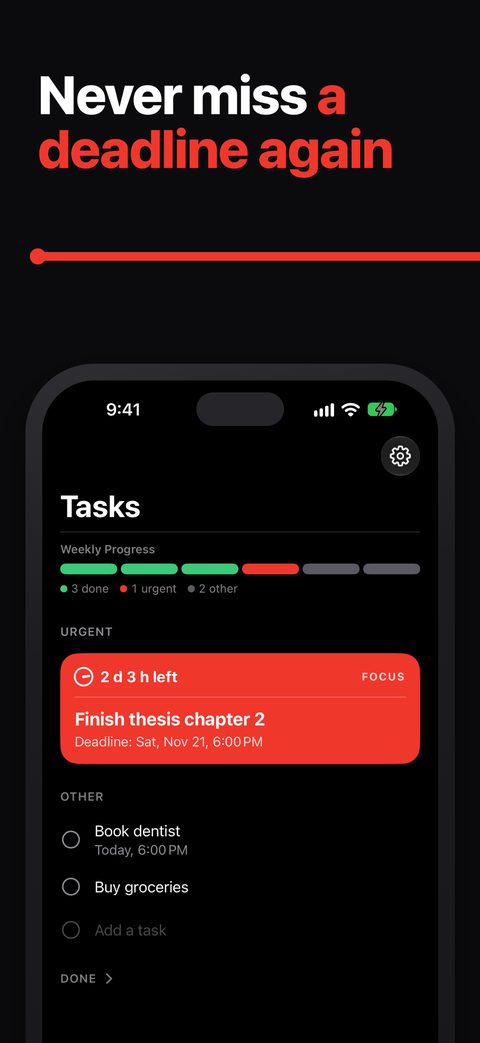 Never miss a
deadline again
9:41
Tasks
Weekly Progress
3 done 1 urgent 2 other
URGENT
2 d 3 h left FOCUS
Finish thesis chapter 2
Deadline: Sat, Nov 21, 6:00 PM
OTHER
Book dentist
Today, 6:00 PM
Buy groceries
Add a task
DONE